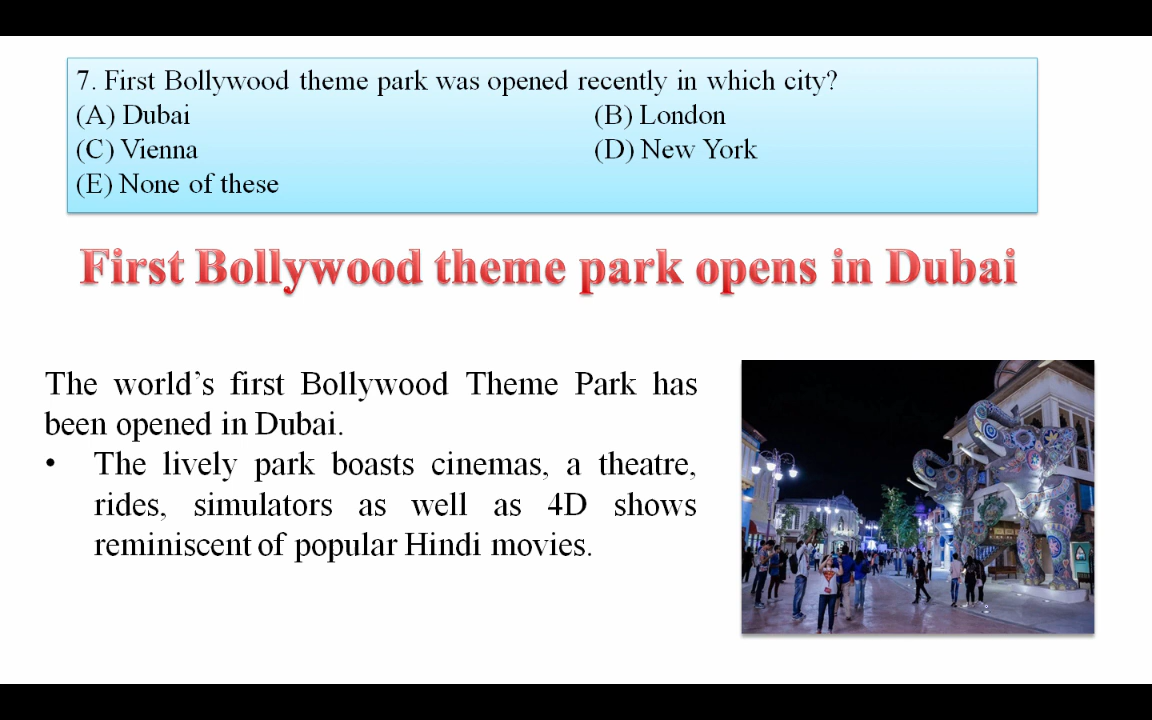 7. First Bollywood theme park was opened recently in which city?
(A) Dubai (B) London
(C) Vienna (D) New York
(E) None of these
First Bollywood theme park opens in Dubai
The world’s first Bollywood Theme Park has
been opened in Dubai.
• The lively park boasts cinemas, a theatre,
rides, simulators as well as 4D shows
reminiscent of popular Hindi movies.